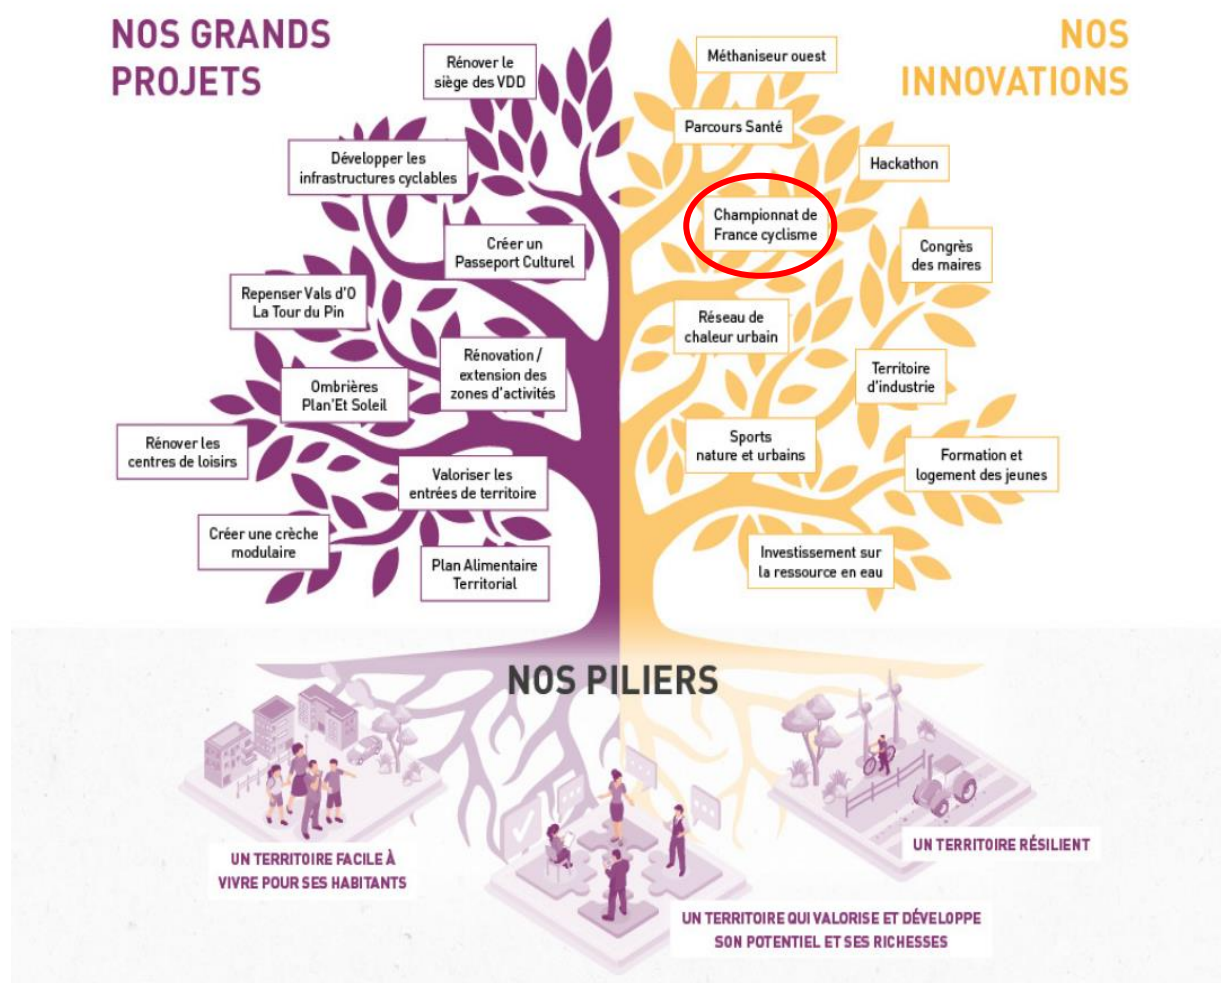 NOS GRANDS
PROJETS
Rénover le
siège des VDD
Développer les
infrastructures cyclables
Créer un
Passeport Culturel
Repenser Vals d'O
La Tour du Pin
Rénovation /
extension des
zones d'activités
Ombrières
Plan'Et Soleil
Rénover les
centres de loisirs
Valoriser les
entrées de territoire
Créer une crèche
modulaire
Plan Alimentaire
Territorial
NOS
INNOVATIONS
Méthaniseur ouest
Parcours Santé
Hackathon
Championnat de
France cyclisme
Congrès
des maires
Réseau de
chaleur urbain
Territoire
d'industrie
Sports
nature et urbains
Formation et
logement des jeunes
Investissement sur
la ressource en eau
NOS PILIERS
UN TERRITOIRE FACILE À
VIVRE POUR SES HABITANTS
UN TERRITOIRE QUI VALORISE ET DÉVELOPPE
SON POTENTIEL ET SES RICHESSES
UN TERRITOIRE RÉSILIENT